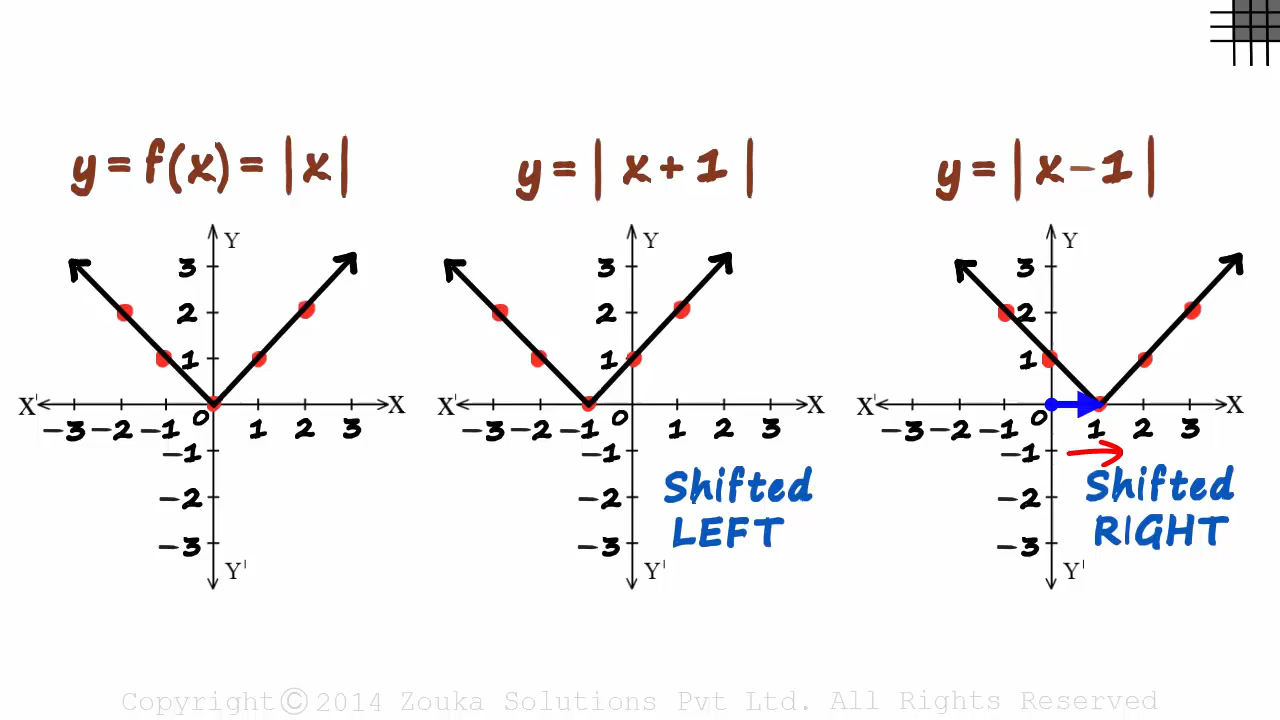 y = f(x) = |x|
Y
3
2
1
X' 0 X
-3 -2 -1 1 2 3
-1
-2
-3
Y'
y = | x + 1 |
Y
3
2
1
X' 0 X
-3 -2 -1 1 2 3
-1
-2
-3
Shifted
LEFT
Y'
y = | x - 1 |
Y
3
2
1
X' 0 X
-3 -2 -1 1 2 3
-1
-2
-3
Shifted
RIGHT
Y'
Copyright© 2014 Zouka Solutions Pvt Ltd. All Rights Reserved